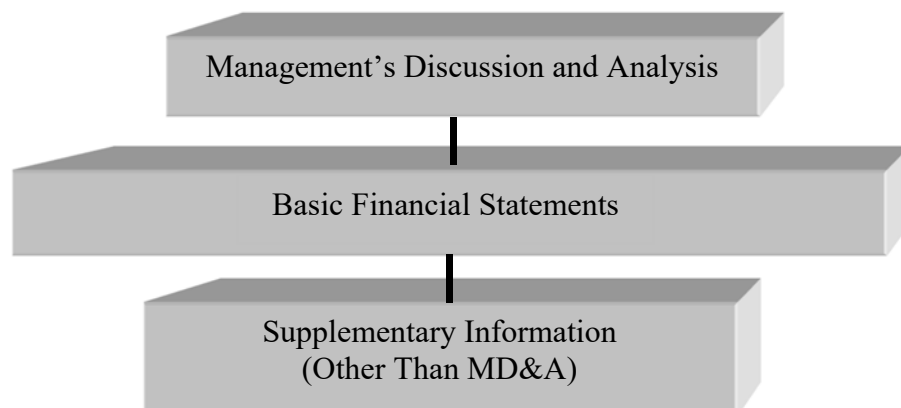 Management’s Discussion and Analysis
Basic Financial Statements
Supplementary Information
(Other Than MD&A)